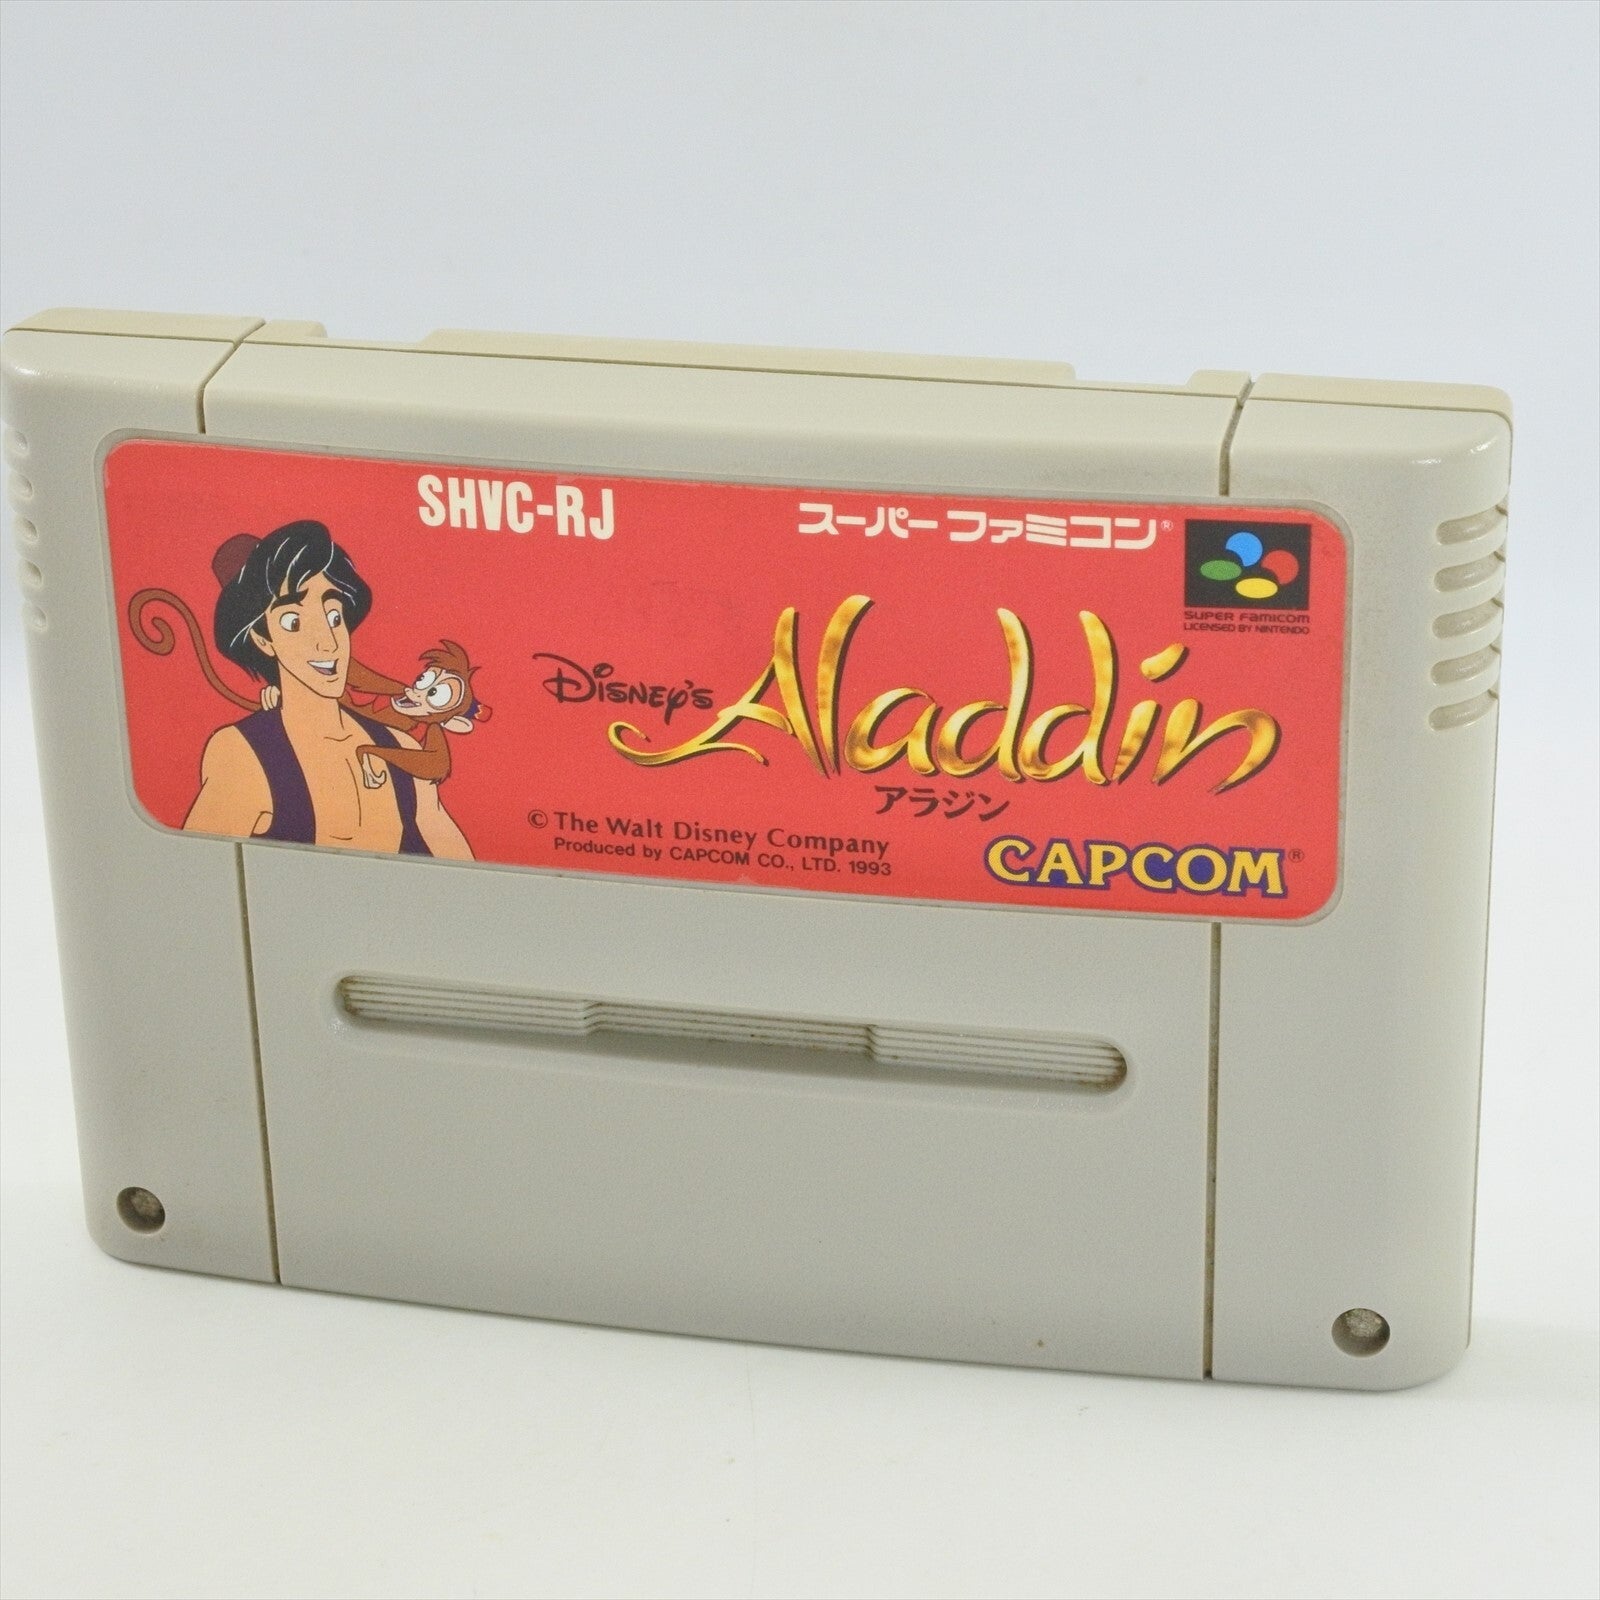 SHVC-RJ
スーパーファミコン®
SUPER FAMICOM
LICENSED BY NINTENDO
Disney's Aladdin
アラジン
© The Walt Disney Company
Produced by CAPCOM CO., LTD. 1993
CAPCOM®